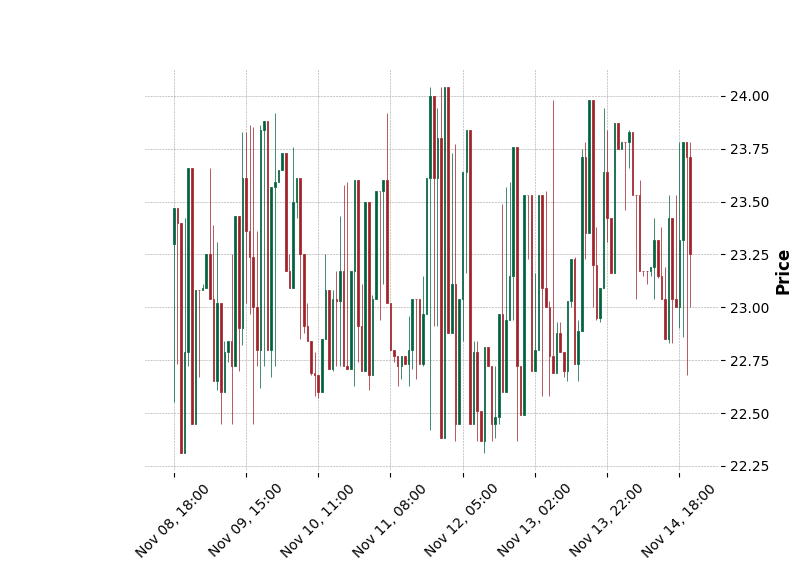 24.00
23.75
23.50
23.25
23.00
22.75
22.50
22.25
Price
Nov 08, 18:00
Nov 09, 15:00
Nov 10, 11:00
Nov 11, 08:00
Nov 12, 05:00
Nov 13, 02:00
Nov 13, 22:00
Nov 14, 18:00